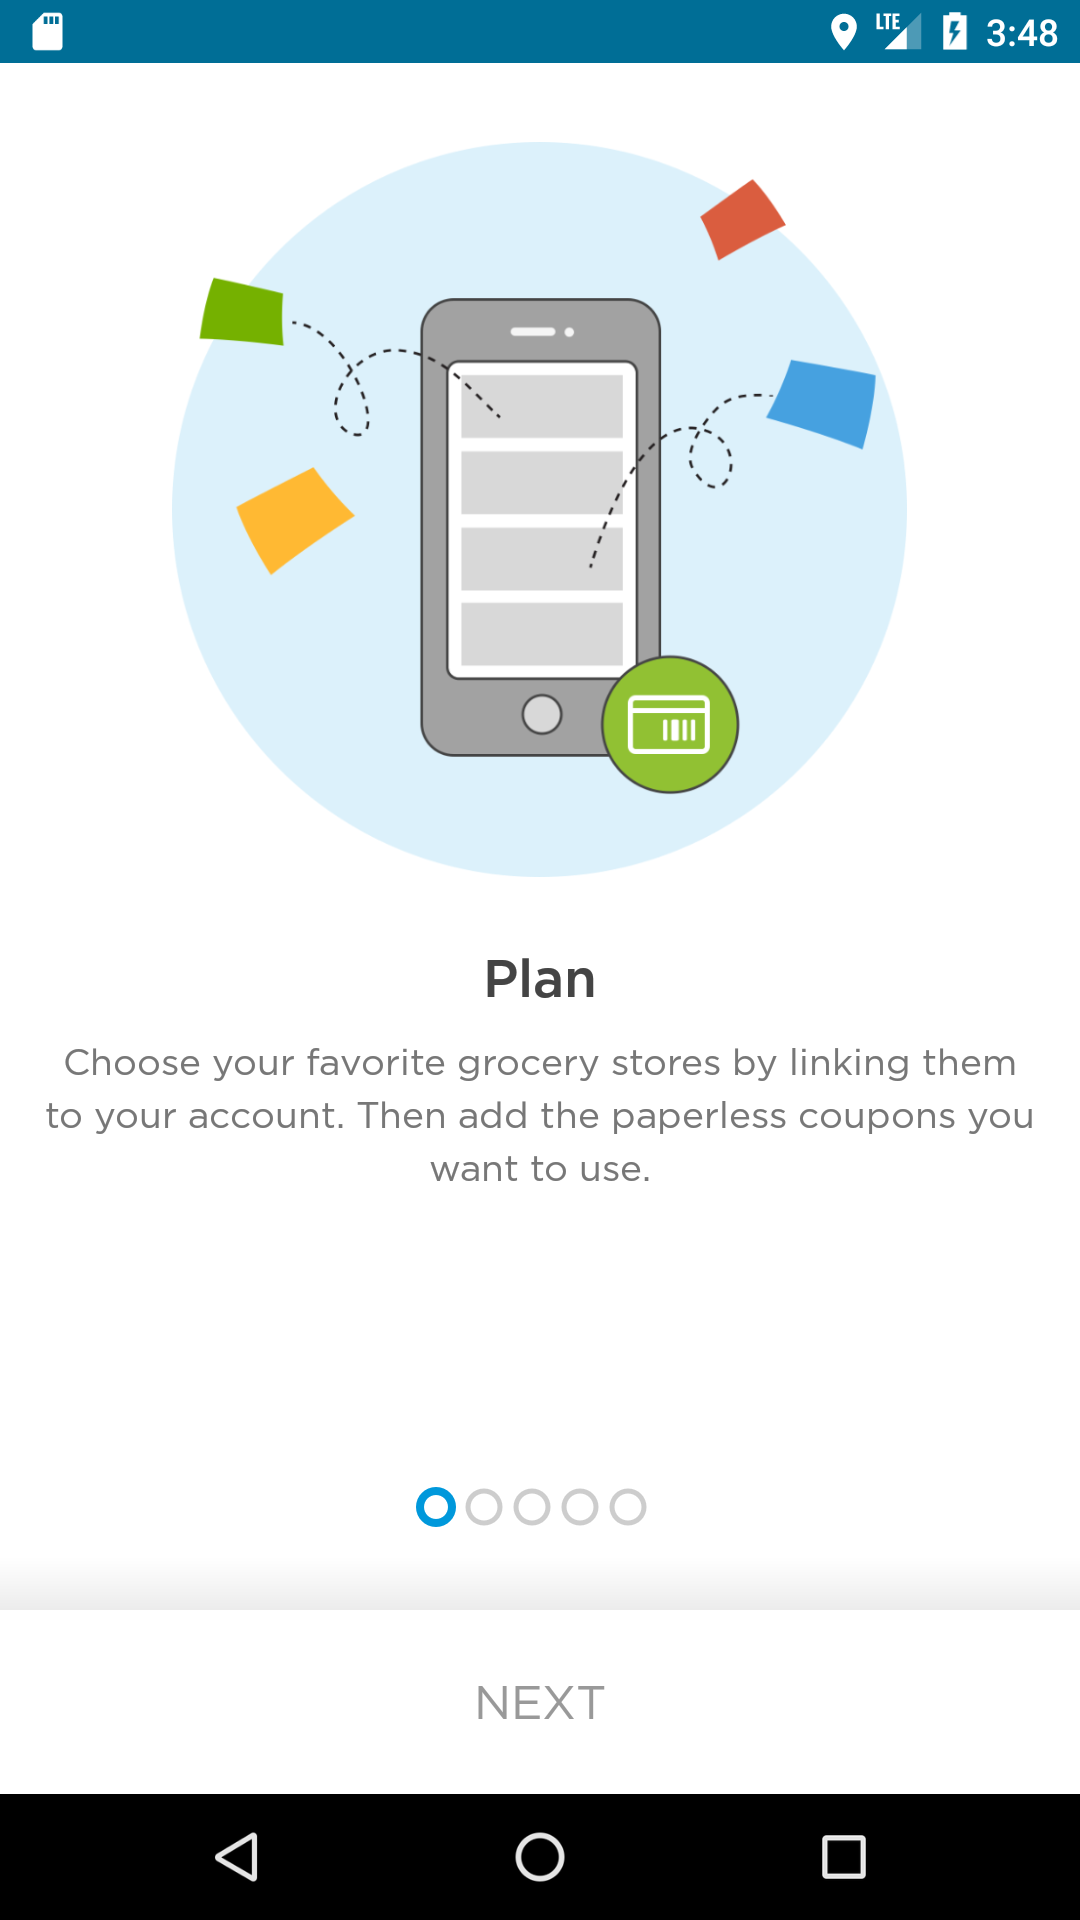 LTE 3:48
Plan
Choose your favorite grocery stores by linking them
to your account. Then add the paperless coupons you
want to use.
NEXT